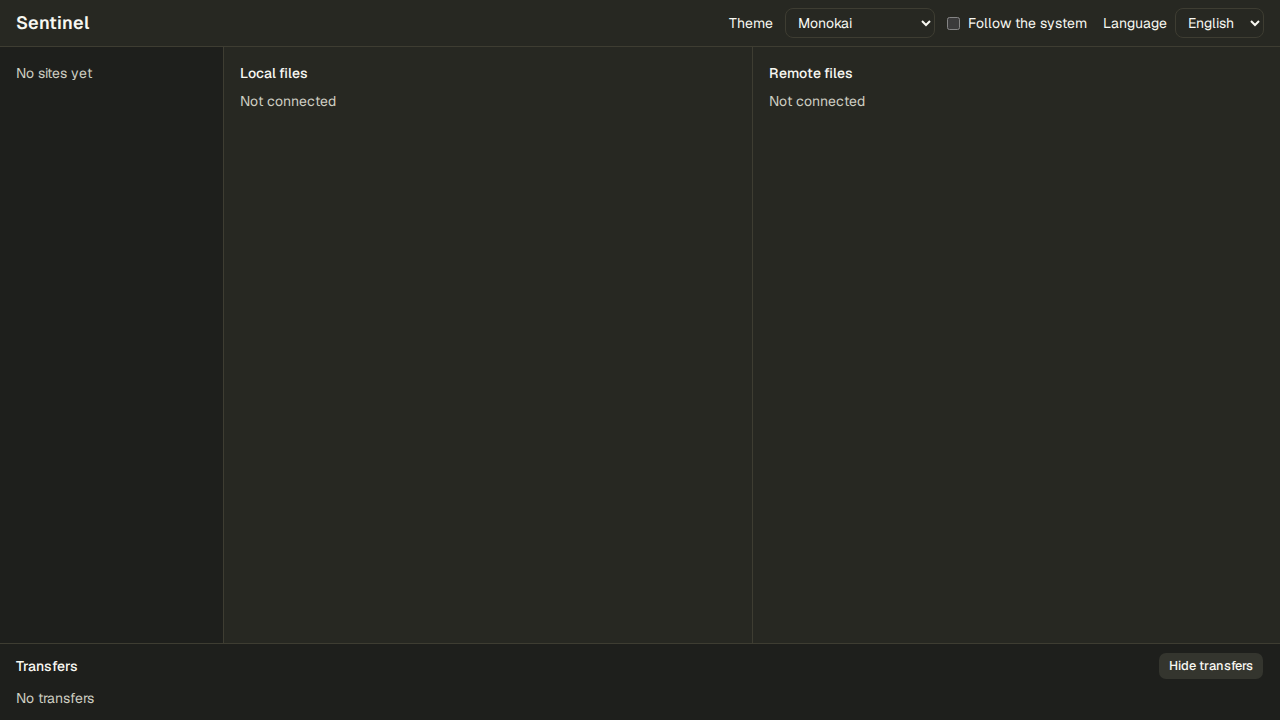 Sentinel
Theme Monokai Follow the system Language English
No sites yet
Local files
Not connected
Remote files
Not connected
Transfers
Hide transfers
No transfers